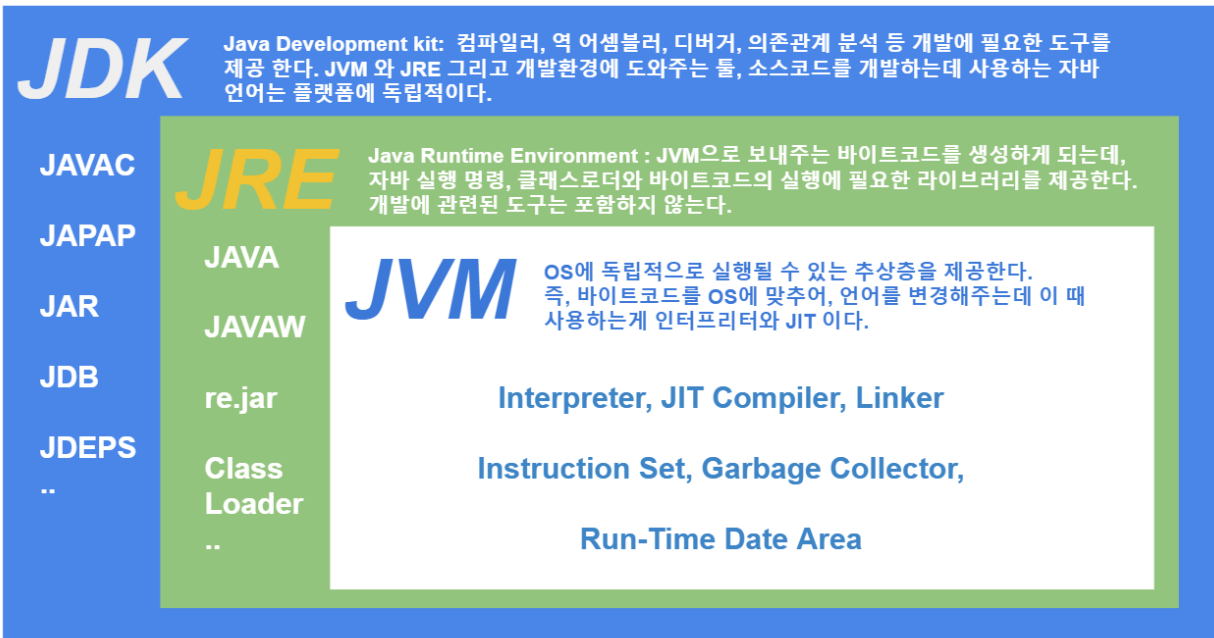 JDK
Java Development kit:  컴파일러, 역 어셈블러, 디버거, 의존관계 분석 등 개발에 필요한 도구를
제공 한다. JVM 와 JRE 그리고 개발환경에 도와주는 툴, 소스코드를 개발하는데 사용하는 자바
언어는 플랫폼에 독립적이다.
JAVAC
JAPAP
JAR
JDB
JDEPS
..
JRE
Java Runtime Environment : JVM으로 보내주는 바이트코드를 생성하게 되는데,
자바 실행 명령, 클래스로더와 바이트코드의 실행에 필요한 라이브러리를 제공한다.
개발에 관련된 도구는 포함하지 않는다.
JAVA
JAVAW
re.jar
Class
Loader
..
JVM
OS에 독립적으로 실행될 수 있는 추상층을 제공한다.
즉, 바이트코드를 OS에 맞추어, 언어를 변경해주는데 이 때
사용하는게 인터프리터와 JIT 이다.
Interpreter, JIT Compiler, Linker
Instruction Set, Garbage Collector,
Run-Time Date Area